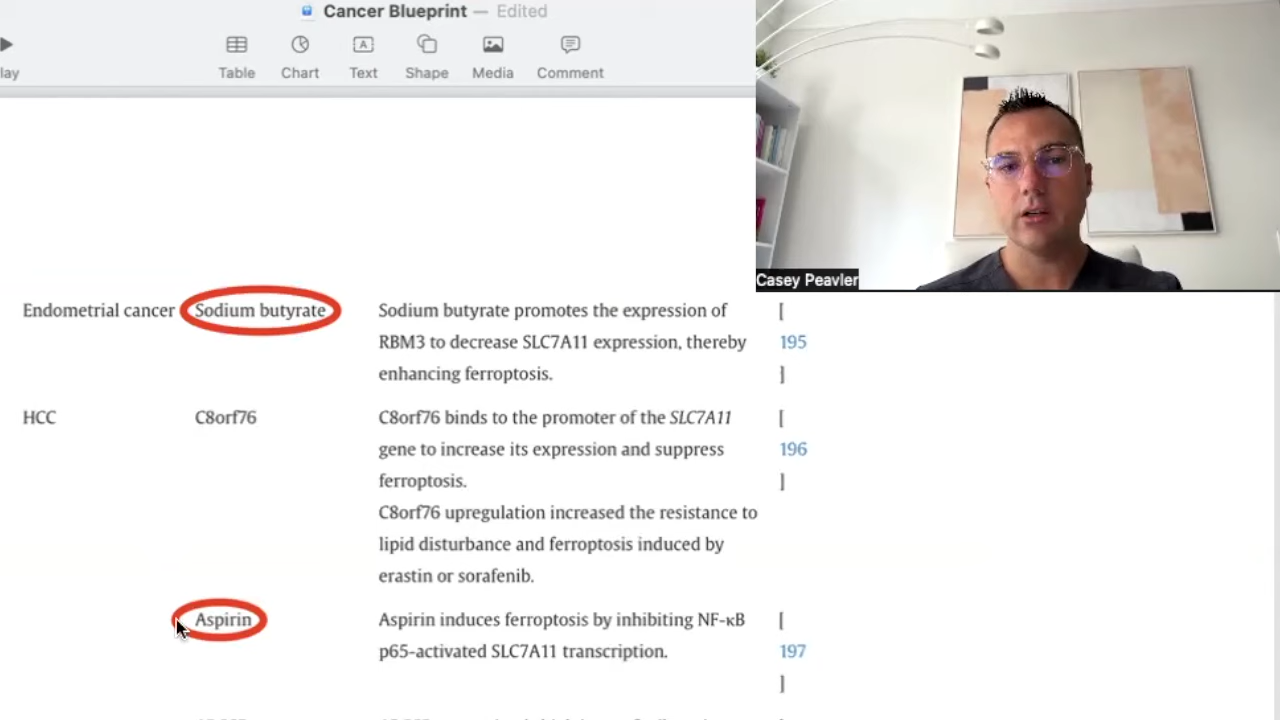 Cancer Blueprint — Edited
lay
Table
Chart
Text
Shape
Media
Comment
Casey Peavler
Endometrial cancer
Sodium butyrate
Sodium butyrate promotes the expression of
RBM3 to decrease SLC7A11 expression, thereby
enhancing ferroptosis.
[
195
]
HCC
C8orf76
C8orf76 binds to the promoter of the SLC7A11
gene to increase its expression and suppress
ferroptosis.
C8orf76 upregulation increased the resistance to
lipid disturbance and ferroptosis induced by
erastin or sorafenib.
[
196
]
Aspirin
Aspirin induces ferroptosis by inhibiting NF-κB
p65-activated SLC7A11 transcription.
[
197
]